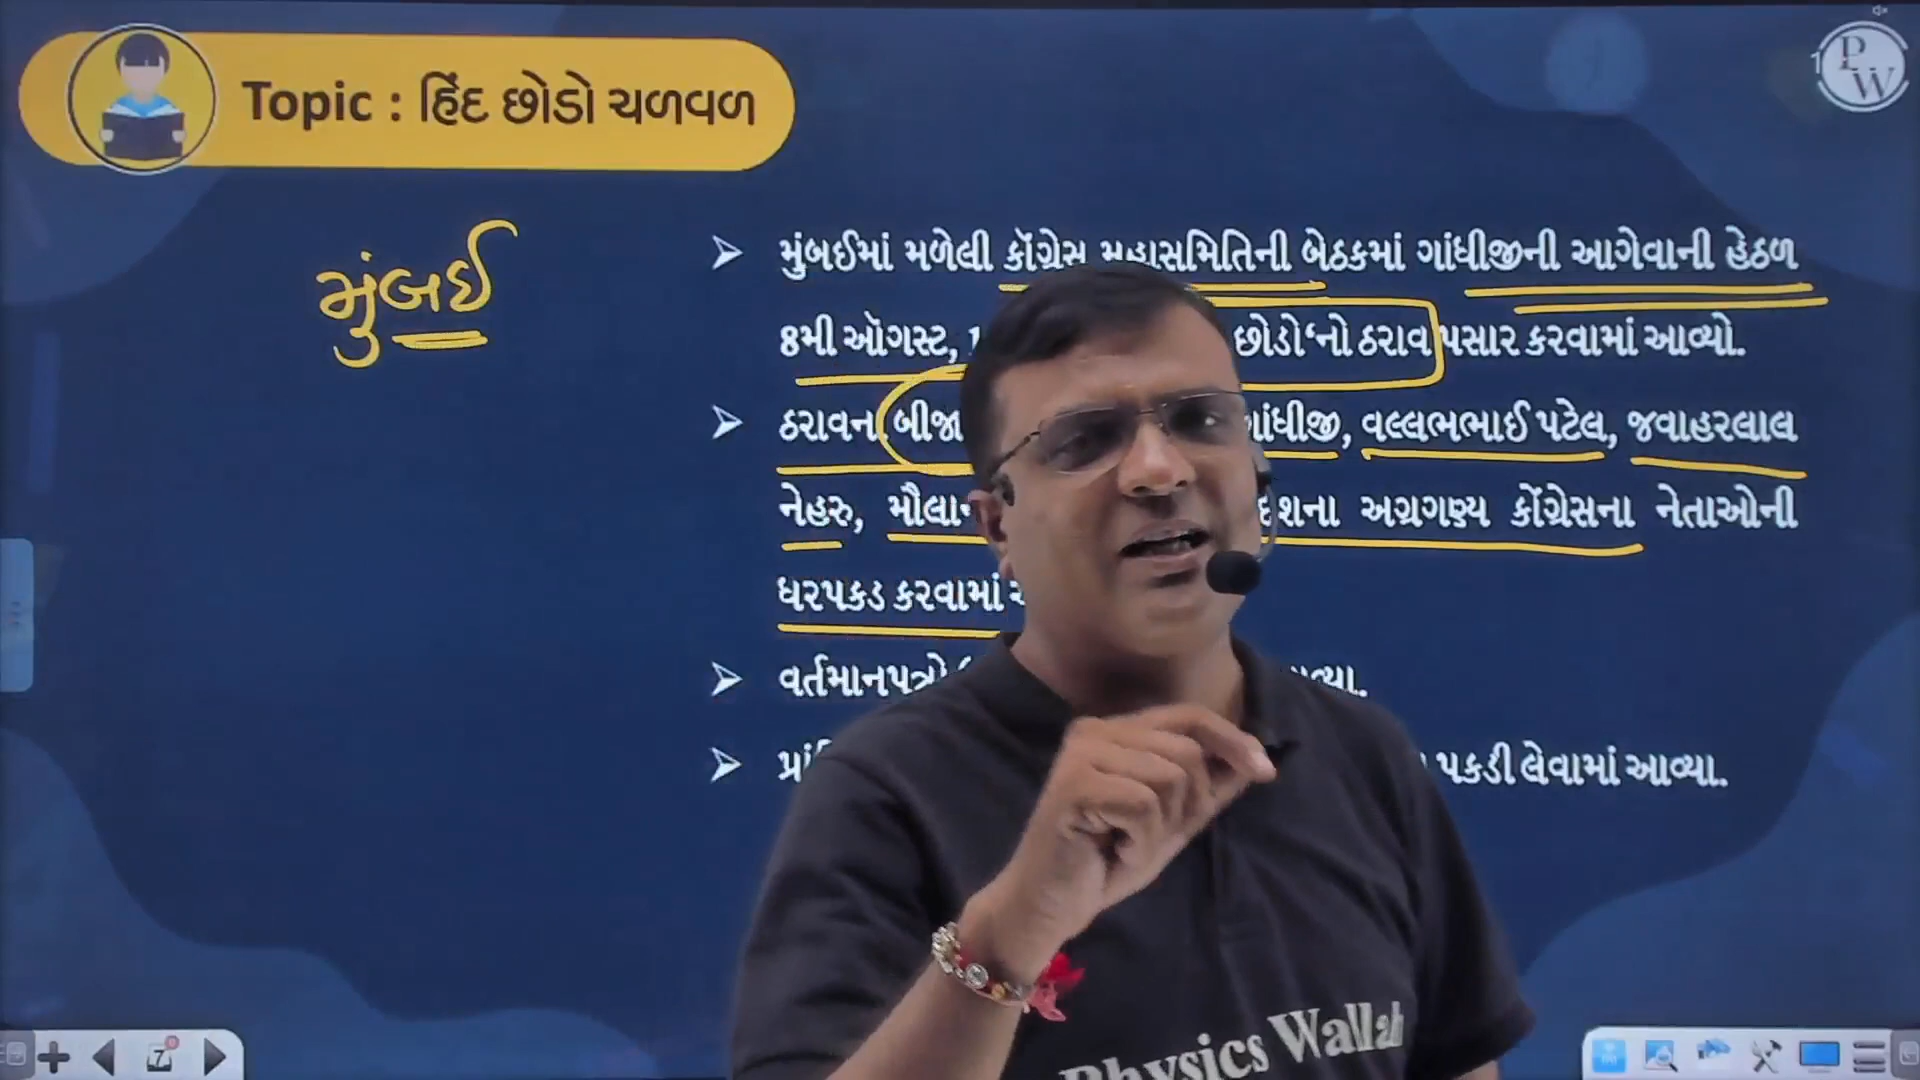 Topic : હિંદ છોડો ચળવળ
PW
મુંબઈ
➢ મુંબઈમાં મળેલી કૉંગ્રેસ મહાસમિતિની બેઠકમાં ગાંધીજીની આગેવાની હેઠળ
8મી ઑગસ્ટ, છોડો‘નો ઠરાવ પસાર કરવામાં આવ્યો.
➢ ઠરાવના બીજા ગાંધીજી, વલ્લભભાઈ પટેલ, જવાહરલાલ
નેહરુ, દેશના અગ્રગણ્ય કોંગ્રેસના નેતાઓની
ધરપકડ કરવામાં
➢ વર્તમાનપત્રો
➢ પકડી લેવામાં આવ્યા.
Physics Wallah
7